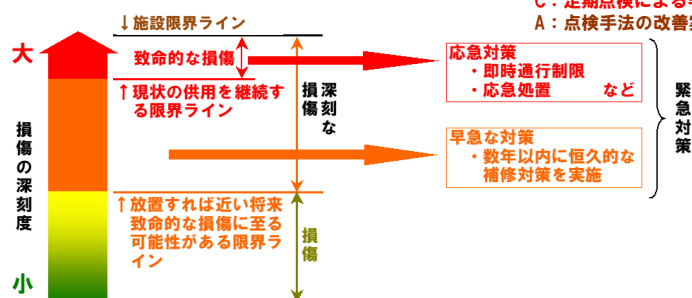 C：定期点検による
A：点検手法の改善
↓施設限界ライン
大
致命的な損傷
↑現状の供用を継続す
る限界ライン
深刻な
損傷
応急対策
・即時通行制限
・応急処置　など
緊急対策
損傷の深刻度
早急な対策
・数年以内に恒久的な
補修対策を実施
↑放置すれば近い将来
致命的な損傷に至る
可能性がある限界ラ
イン
損傷
小